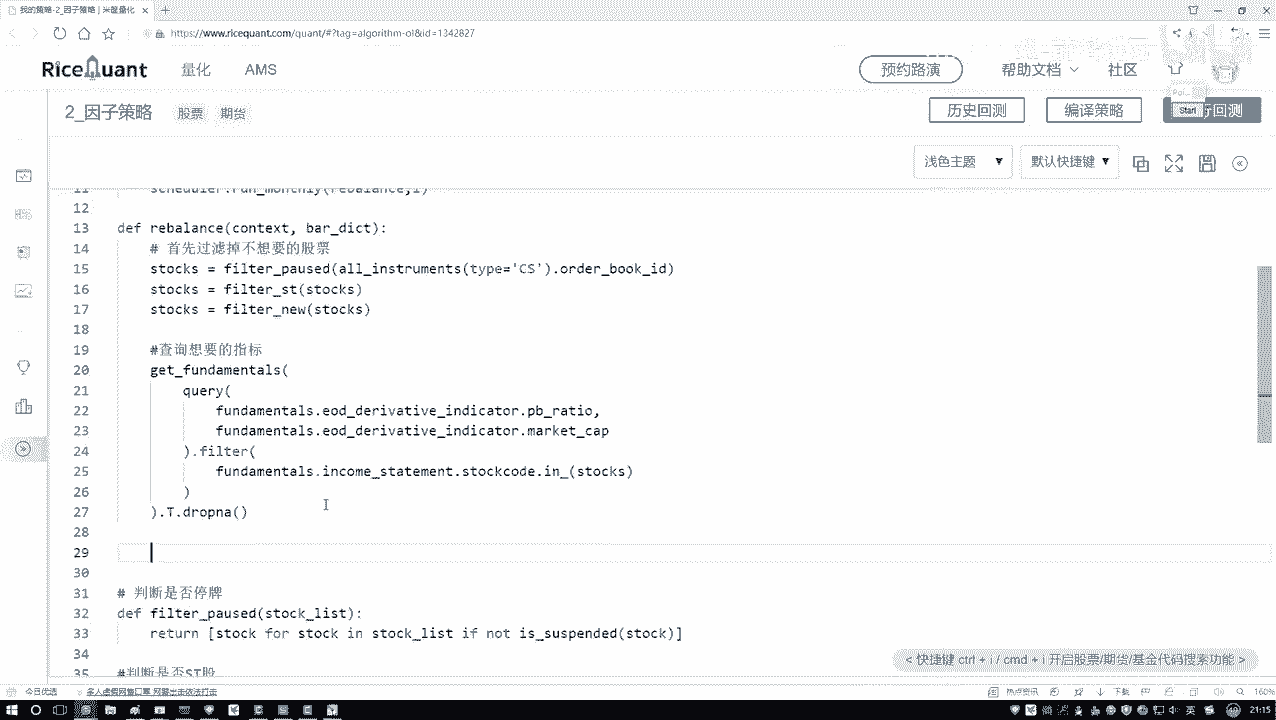 我的策略-2_因子策略 | 米筐量化
https://www.ricequant.com/quant/#?tag=algorithm-ol&id=1342827
RiceQuant
量化
AMS
预约路演
帮助文档
社区
2_因子策略
股票
期货
历史回测
编译策略
Start
行回测
浅色主题
默认快捷键
11 scheduler.run_monthly(rebalance,1)
12
13 def rebalance(context, bar_dict):
14 # 首先过滤掉不想要的股票
15 stocks = filter_paused(all_instruments(type='CS').order_book_id)
16 stocks = filter_st(stocks)
17 stocks = filter_new(stocks)
18
19 #查询想要的指标
20 get_fundamentals(
21 query(
22 fundamentals.eod_derivative_indicator.pb_ratio,
23 fundamentals.eod_derivative_indicator.market_cap
24 ).filter(
25 fundamentals.income_statement.stockcode.in_(stocks)
26 )
27 ).T.dropna()
28
29
30
31 # 判断是否停牌
32 def filter_paused(stock_list):
33 return [stock for stock in stock_list if not is_suspended(stock)]
34
35 #判断是否ST股
< 快捷键 ctrl + i / cmd + i 开启股票/期货/基金代码搜索功能 >
今日优选
热点资讯
下载
160%
英
21:15